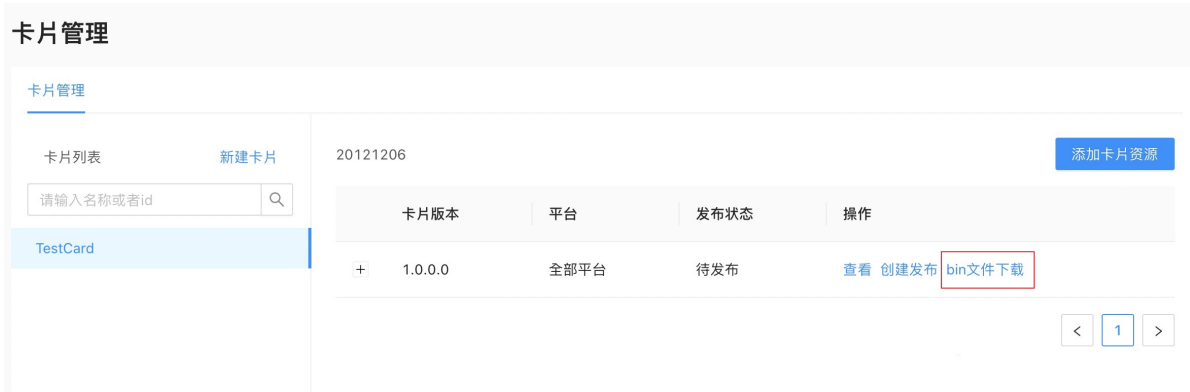 卡片管理
卡片管理
卡片列表 新建卡片
请输入名称或者id
TestCard
20121206 添加卡片资源
卡片版本 平台 发布状态 操作
1.0.0.0 全部平台 待发布 查看 创建发布 bin文件下载
< 1 >